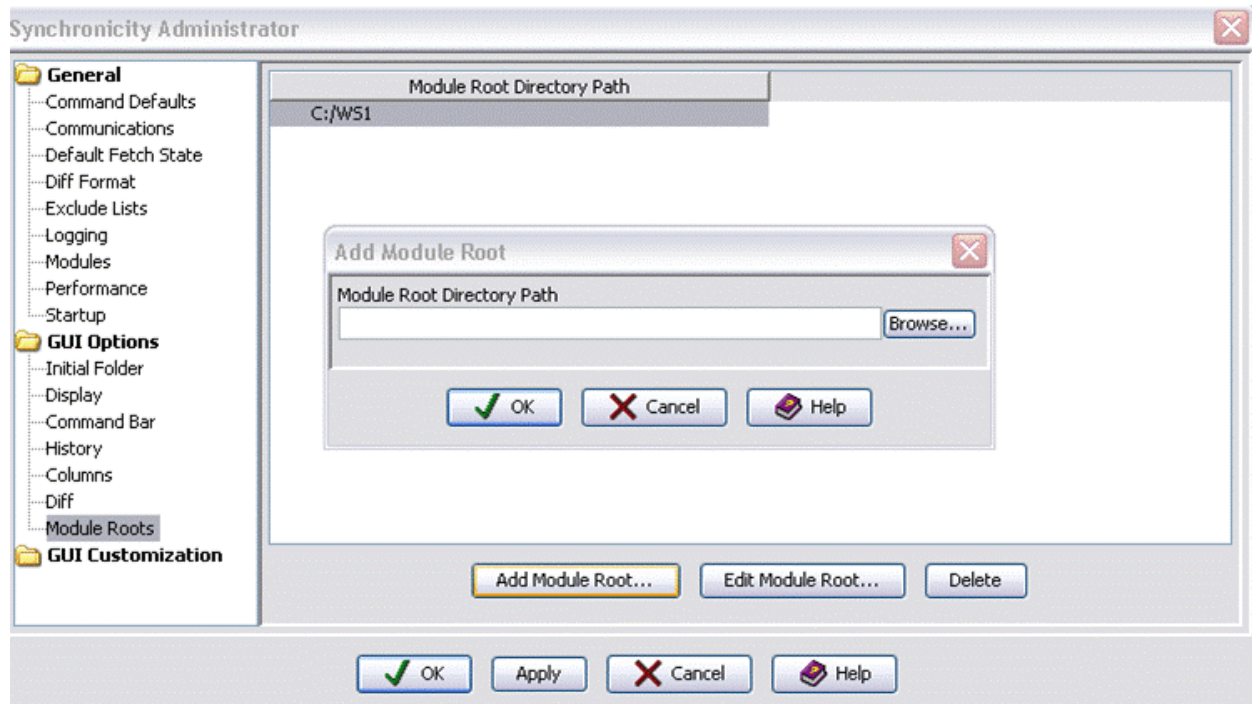 Synchronicity Administrator
General
Command Defaults
Communications
Default Fetch State
Diff Format
Exclude Lists
Logging
Modules
Performance
Startup
GUI Options
Initial Folder
Display
Command Bar
History
Columns
Diff
Module Roots
GUI Customization
Module Root Directory Path
C:/WS1
Add Module Root
Module Root Directory Path
Browse...
OK Cancel Help
Add Module Root... Edit Module Root... Delete
OK Apply Cancel Help